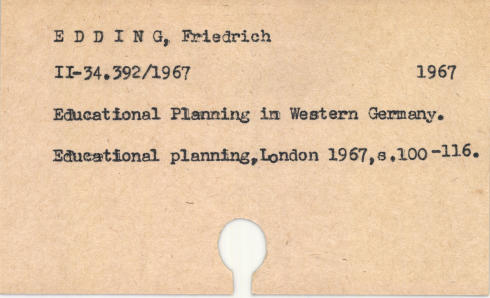 E D D I N G, Friedrich
II-34.392/1967 1967
Educational Planning in Western Germany.
Educational planning,London 1967,s.100-116.